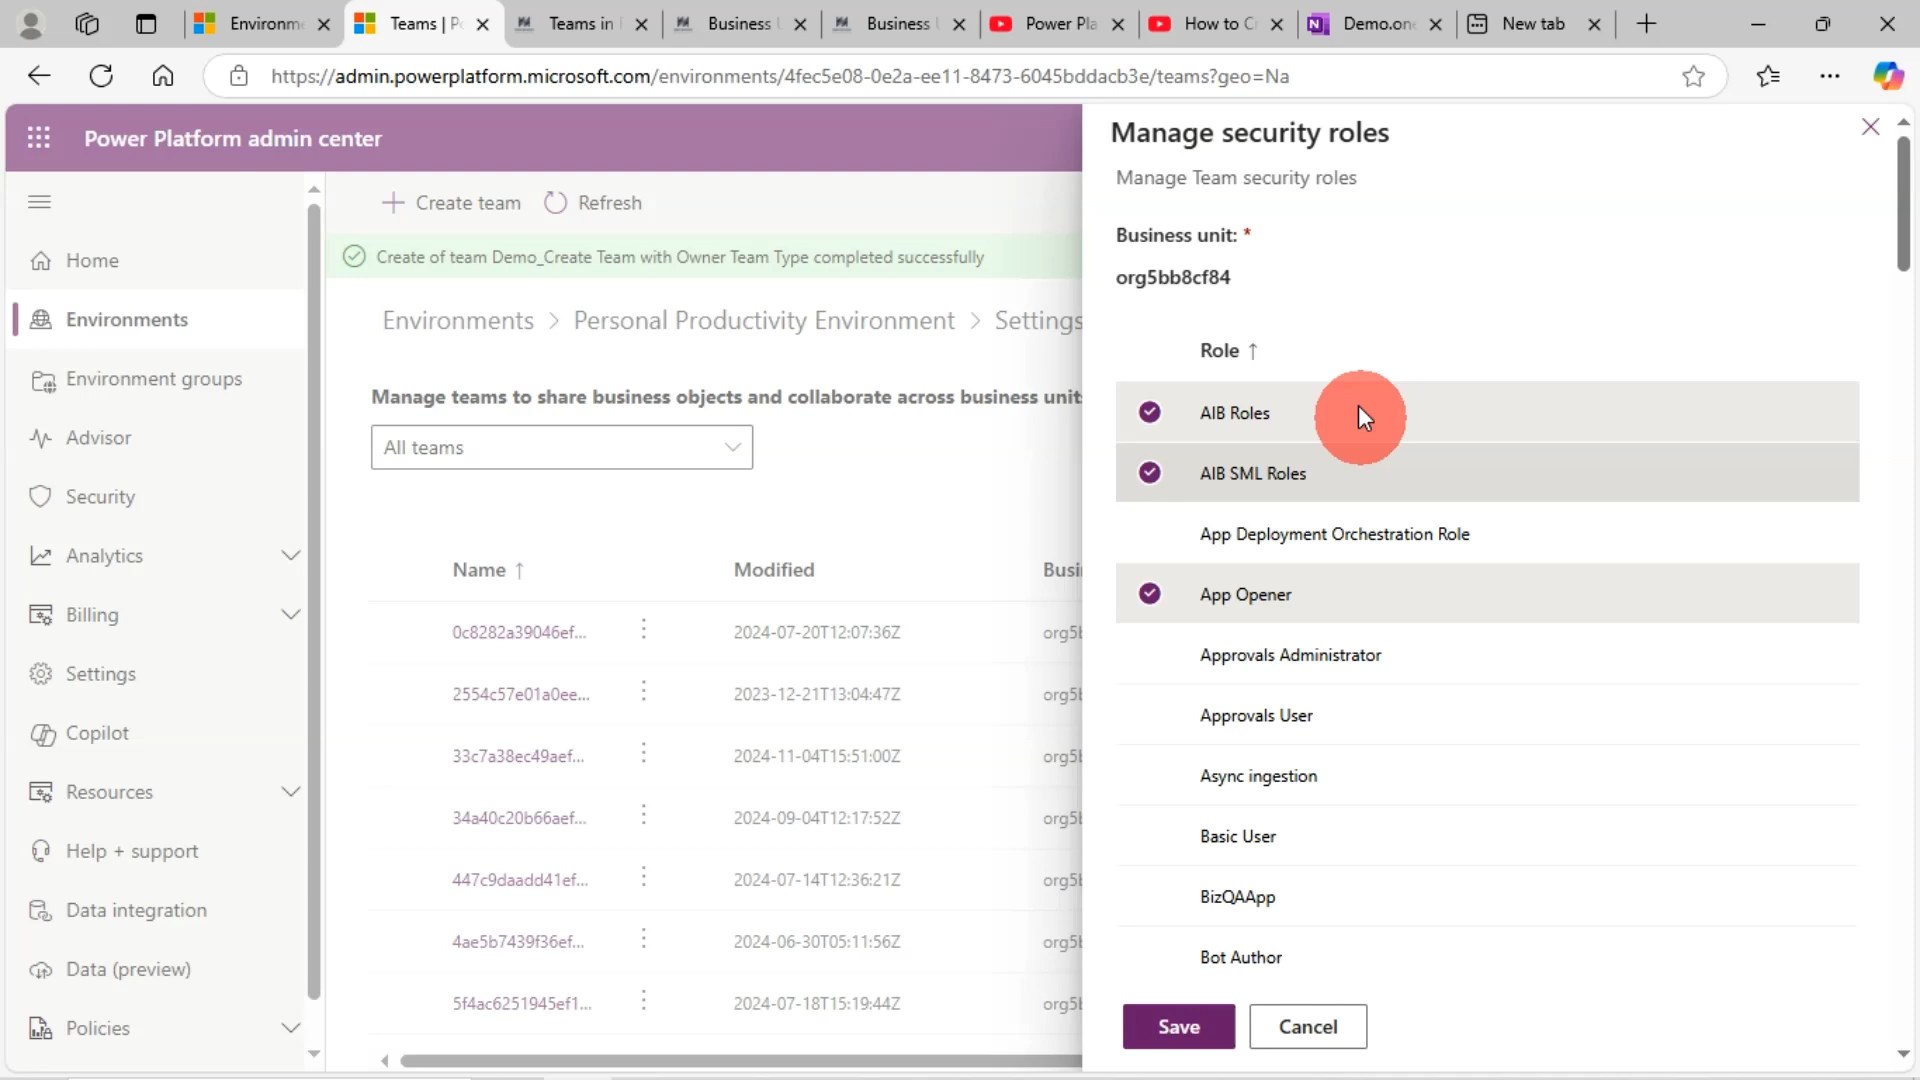 Environm
Teams | P
Teams in
Business
Business
Power Pla
How to C
Demo.one
New tab
https://admin.powerplatform.microsoft.com/environments/4fec5e08-0e2a-ee11-8473-6045bddacb3e/teams?geo=Na
Power Platform admin center
Home
Environments
Environment groups
Advisor
Security
Analytics
Billing
Settings
Copilot
Resources
Help + support
Data integration
Data (preview)
Policies
Create team
Refresh
Create of team Demo_Create Team with Owner Team Type completed successfully
Environments > Personal Productivity Environment > Settings
Manage teams to share business objects and collaborate across business unit
All teams
Name ↑ Modified Busi
0c8282a39046ef... 2024-07-20T12:07:36Z org5b
2554c57e01a0ee... 2023-12-21T13:04:47Z org5b
33c7a38ec49aef... 2024-11-04T15:51:00Z org5b
34a40c20b66aef... 2024-09-04T12:17:52Z org5b
447c9daadd41ef... 2024-07-14T12:36:21Z org5b
4ae5b7439f36ef... 2024-06-30T05:11:56Z org5b
5f4ac6251945ef1... 2024-07-18T15:19:44Z org5b
Manage security roles
Manage Team security roles
Business unit: *
org5bb8cf84
Role ↑
AIB Roles
AIB SML Roles
App Deployment Orchestration Role
App Opener
Approvals Administrator
Approvals User
Async ingestion
Basic User
BizQAApp
Bot Author
Save
Cancel